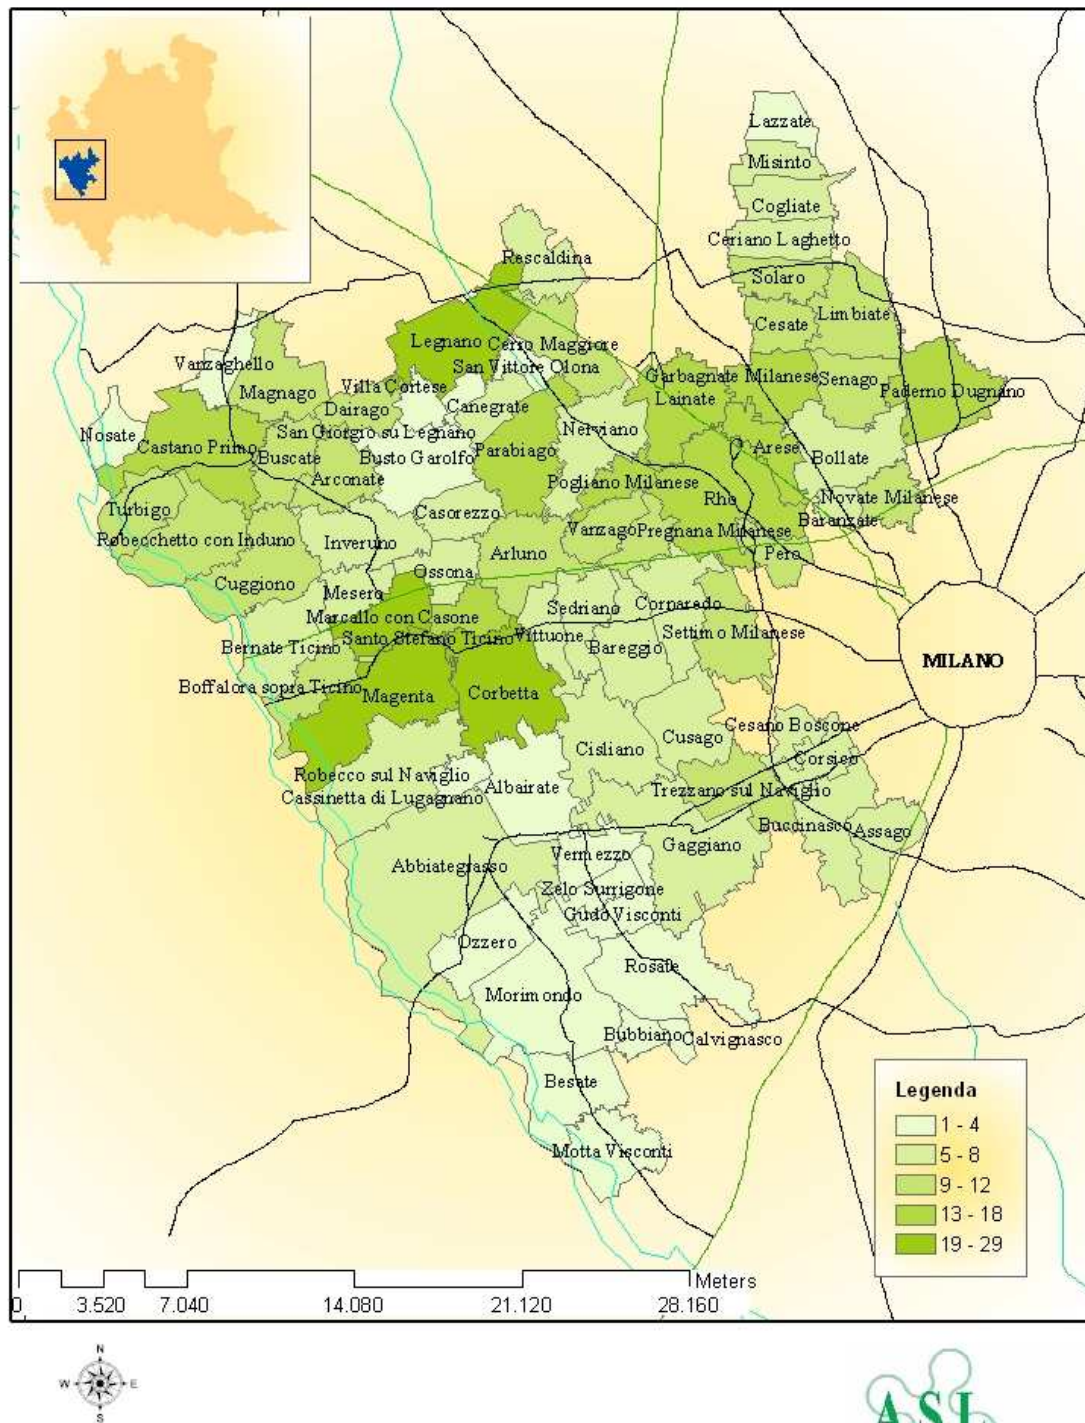 Lazzate
Misinto
Cogliate
Ceriano Laghetto
Solaro
Rescaldina
Cesate
Limbiate
Legnano
Cerro Maggiore
Vanzaghello
San Vittore Olona
Magnago
Villa Cortese
Garbagnate Milanese
Senago
Paderno Dugnano
Lainate
Dairago
Canegrate
Nosate
San Giorgio su Legnano
Nerviano
Castano Primo
Parabiago
Arese
Buscate
Busto Garolfo
Bollate
Arconate
Pogliano Milanese
Rho
Novate Milanese
Turbigo
Casorezzo
Baranzate
Vanzago
Pregnana Milanese
Robecchetto con Induno
Inveruno
Arluno
Pero
Ossona
Cuggiono
Mesero
Sedriano
Cornaredo
Marcallo con Casone
Santo Stefano Ticino
Vittuone
Settimo Milanese
Bernate Ticino
Bareggio
MILANO
Boffalora sopra Ticino
Magenta
Corbetta
Cesano Boscone
Cusago
Cisliano
Corsico
Robecco sul Naviglio
Albairate
Trezzano sul Naviglio
Cassinetta di Lugagnano
Buccinasco
Assago
Gaggiano
Vermezzo
Abbiategrasso
Zelo Surrigone
Gudo Visconti
Ozzero
Rosate
Morimondo
Bubbiano
Calvignasco
Besate
Motta Visconti
Legenda
1 - 4
5 - 8
9 - 12
13 - 18
19 - 29
Meters
0 3.520 7.040 14.080 21.120 28.160
N
W E
S
ASL